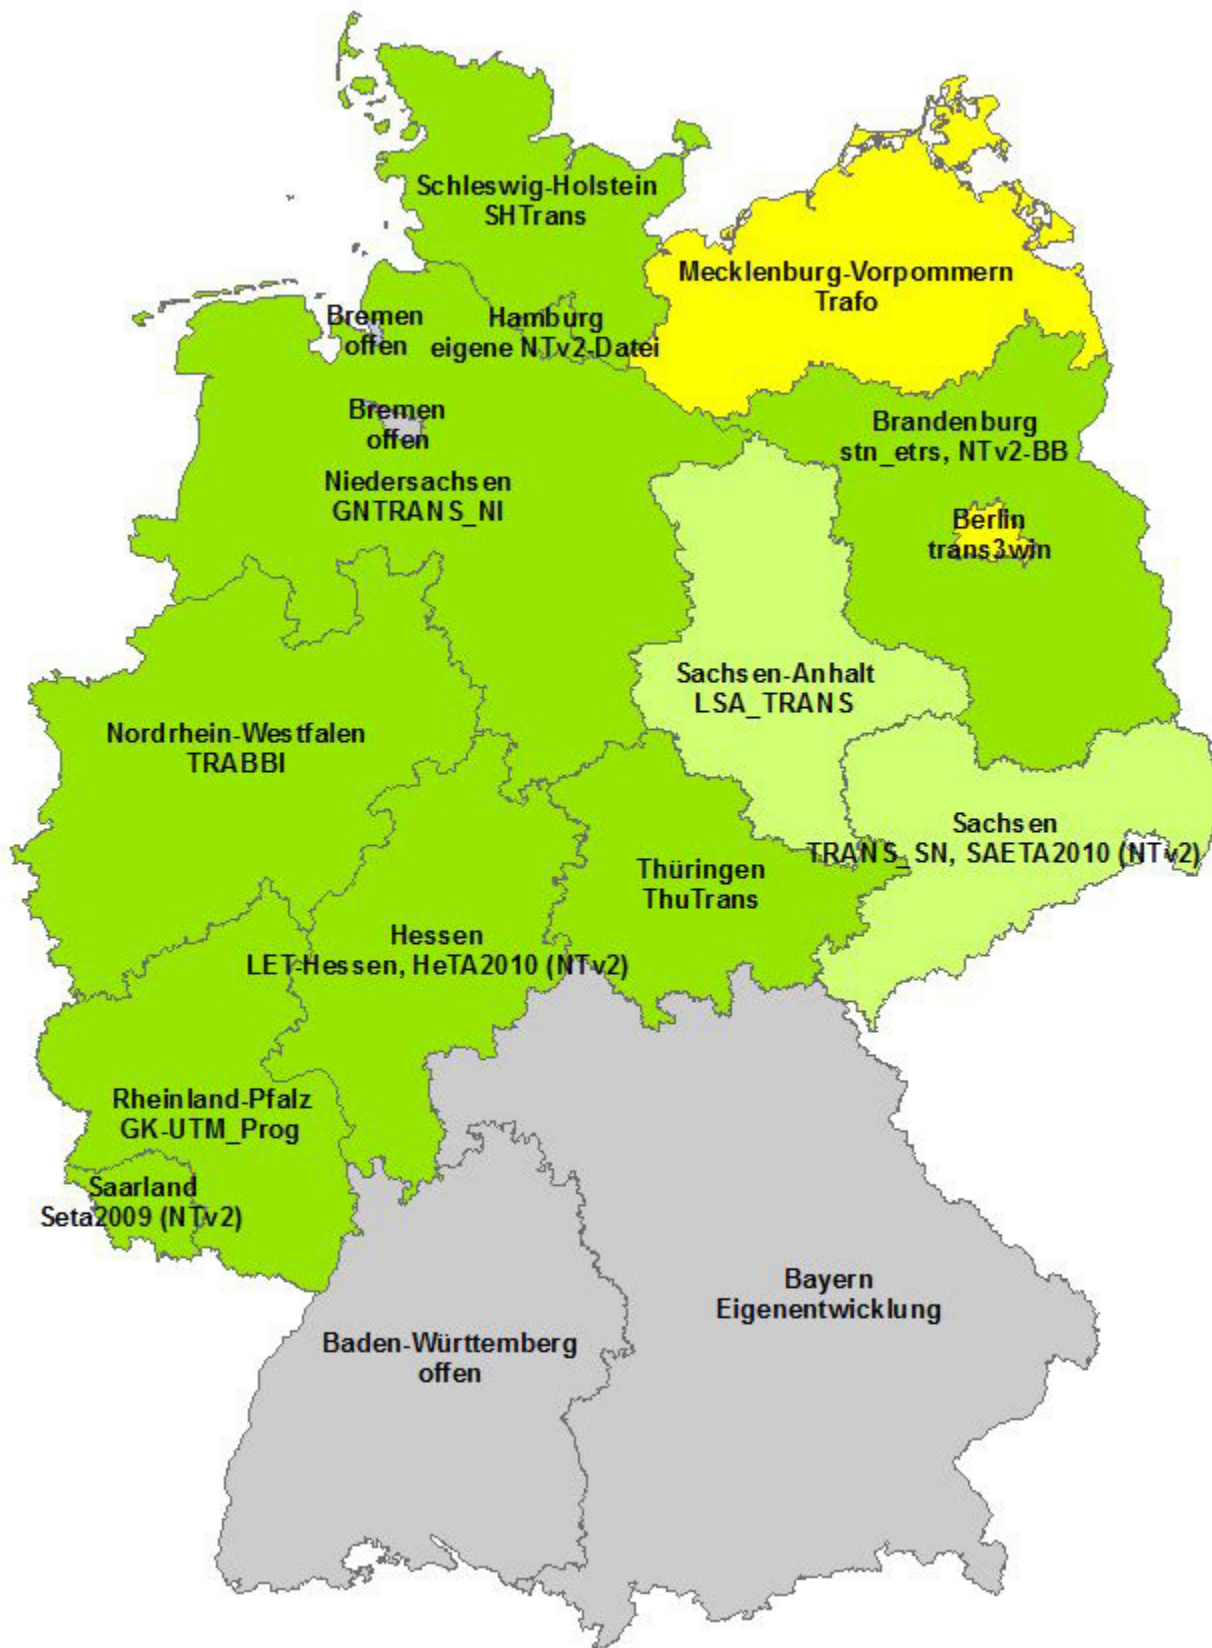 Schleswig-Holstein
SHTrans
Mecklenburg-Vorpommern
Trafo
Bremen
offen
Hamburg
eigene NTv2-Datei
Bremen
offen
Brandenburg
stn_etrs, NTv2-BB
Niedersachsen
GNTRANS_NI
Berlin
trans3win
Sachsen-Anhalt
LSA_TRANS
Nordrhein-Westfalen
TRABBI
Sachsen
TRANS_SN, SAETA2010 (NTv2)
Thüringen
ThuTrans
Hessen
LET-Hessen, HeTA2010 (NTv2)
Rheinland-Pfalz
GK-UTM_Prog
Saarland
Seta2009 (NTv2)
Bayern
Eigenentwicklung
Baden-Württemberg
offen